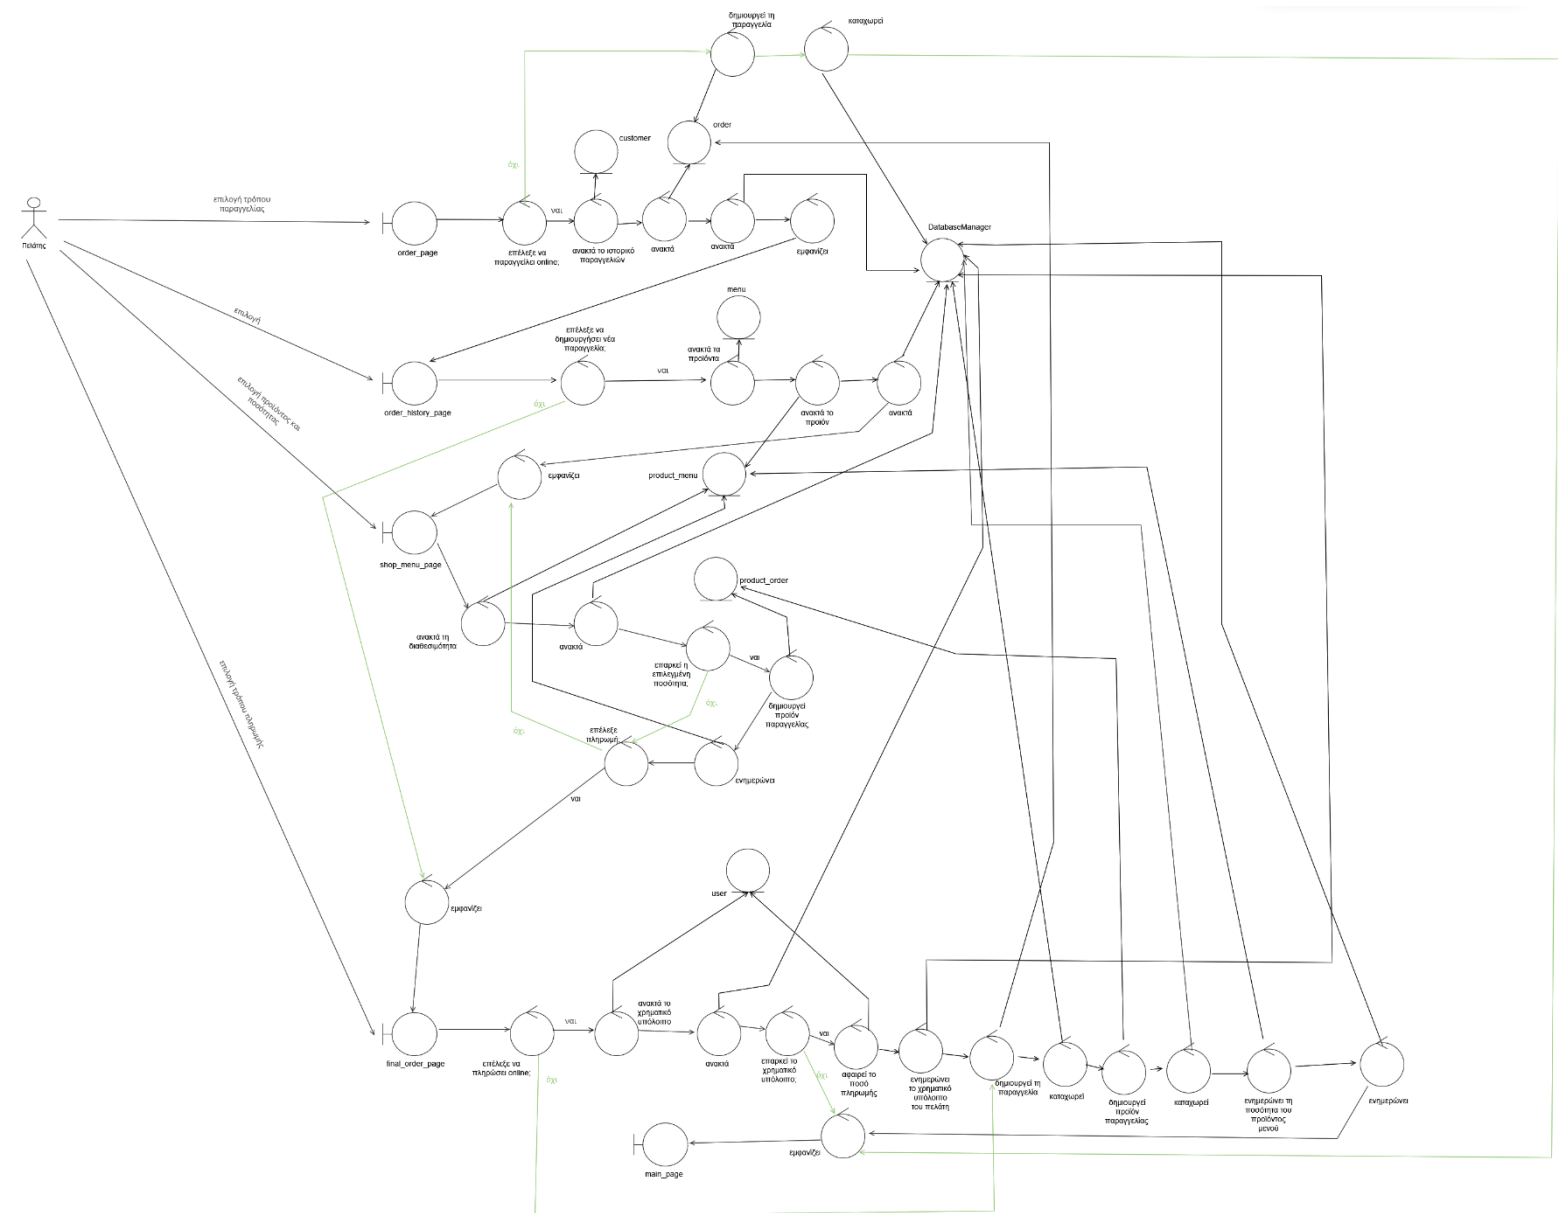 δημιουργεί τη
παραγγελία
καταχωρεί
order
customer
όχι
επιλογή τρόπου
παραγγελίας
ναι
Πελάτης
order_page
επέλεξε να
παραγγείλει online;
ανακτά το ιστορικό
παραγγελιών
ανακτά
ανακτά
εμφανίζει
DatabaseManager
menu
επιλογή
επέλεξε να
δημιουργήσει νέα
παραγγελία;
ανακτά τα
προϊόντα
ναι
order_history_page
όχι
ανακτά το
προϊόν
ανακτά
επιλογή προϊόντος και
ποσότητας
εμφανίζει
product_menu
shop_menu_page
product_order
ανακτά τη
διαθεσιμότητα
ανακτά
επαρκεί η
επιλεγμένη
ποσότητα;
ναι
όχι
δημιουργεί
προϊόν
παραγγελίας
επιλογή τρόπου πληρωμής
όχι
επέλεξε
πληρωμή;
ενημερώνει
ναι
εμφανίζει
user
final_order_page
επέλεξε να
πληρώσει online;
ναι
ανακτά το
χρηματικό
υπόλοιπο
ανακτά
επαρκεί το
χρηματικό
υπόλοιπο;
ναι
όχι
όχι
αφαιρεί το
ποσό
πληρωμής
ενημερώνει
το χρηματικό
υπόλοιπο
του πελάτη
δημιουργεί τη
παραγγελία
καταχωρεί
δημιουργεί
προϊόν
παραγγελίας
καταχωρεί
ενημερώνει τη
ποσότητα του
προϊόντος
μενού
ενημερώνει
main_page
εμφανίζει